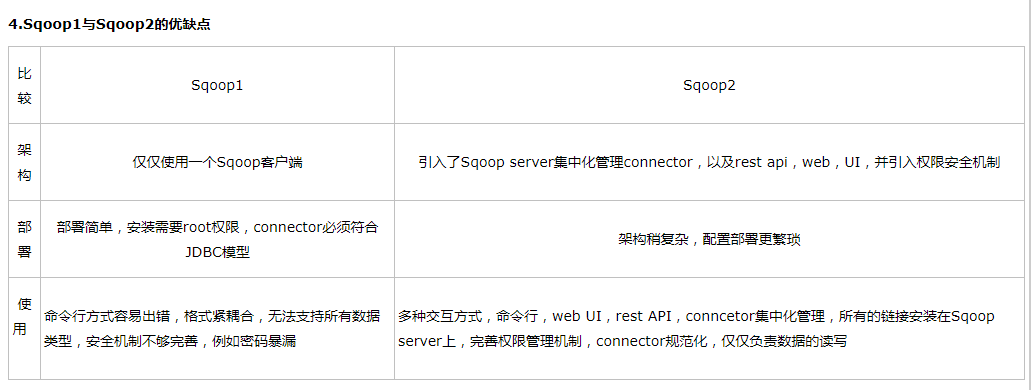 4.Sqoop1与Sqoop2的优缺点
比
较
Sqoop1
Sqoop2
架
构
仅仅使用一个Sqoop客户端
引入了Sqoop server集中化管理connector，以及rest api，web，UI，并引入权限安全机制
部
署
部署简单，安装需要root权限，connector必须符合
JDBC模型
架构稍复杂，配置部署更繁琐
使
用
命令行方式容易出错，格式紧耦合，无法支持所有数据
类型，安全机制不够完善，例如密码暴漏
多种交互方式，命令行，web UI，rest API，conncetor集中化管理，所有的链接安装在Sqoop
server上，完善权限管理机制，connector规范化，仅仅负责数据的读写